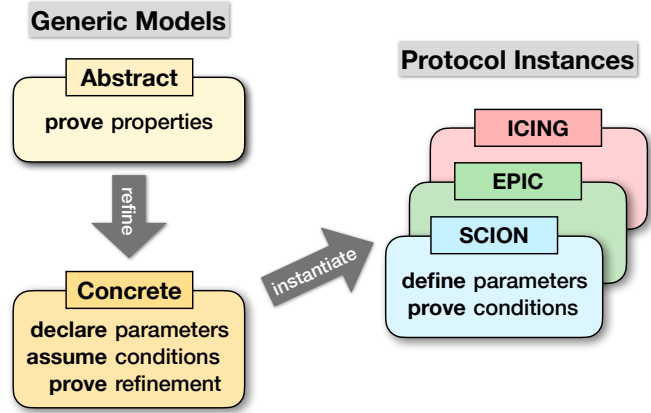 Generic Models
Abstract
prove properties
refine
Concrete
declare parameters
assume conditions
prove refinement
instantiate
Protocol Instances
ICING
EPIC
SCION
define parameters
prove conditions